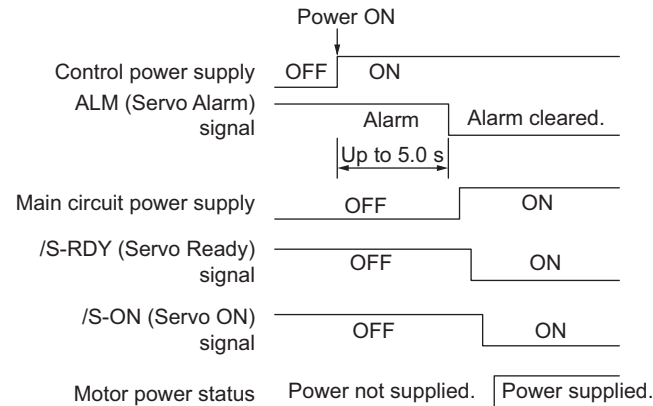 Power ON
Control power supply OFF ON
ALM (Servo Alarm)
signal Alarm Alarm cleared.
Up to 5.0 s
Main circuit power supply OFF ON
/S-RDY (Servo Ready)
signal OFF ON
/S-ON (Servo ON)
signal OFF ON
Motor power status Power not supplied. Power supplied.